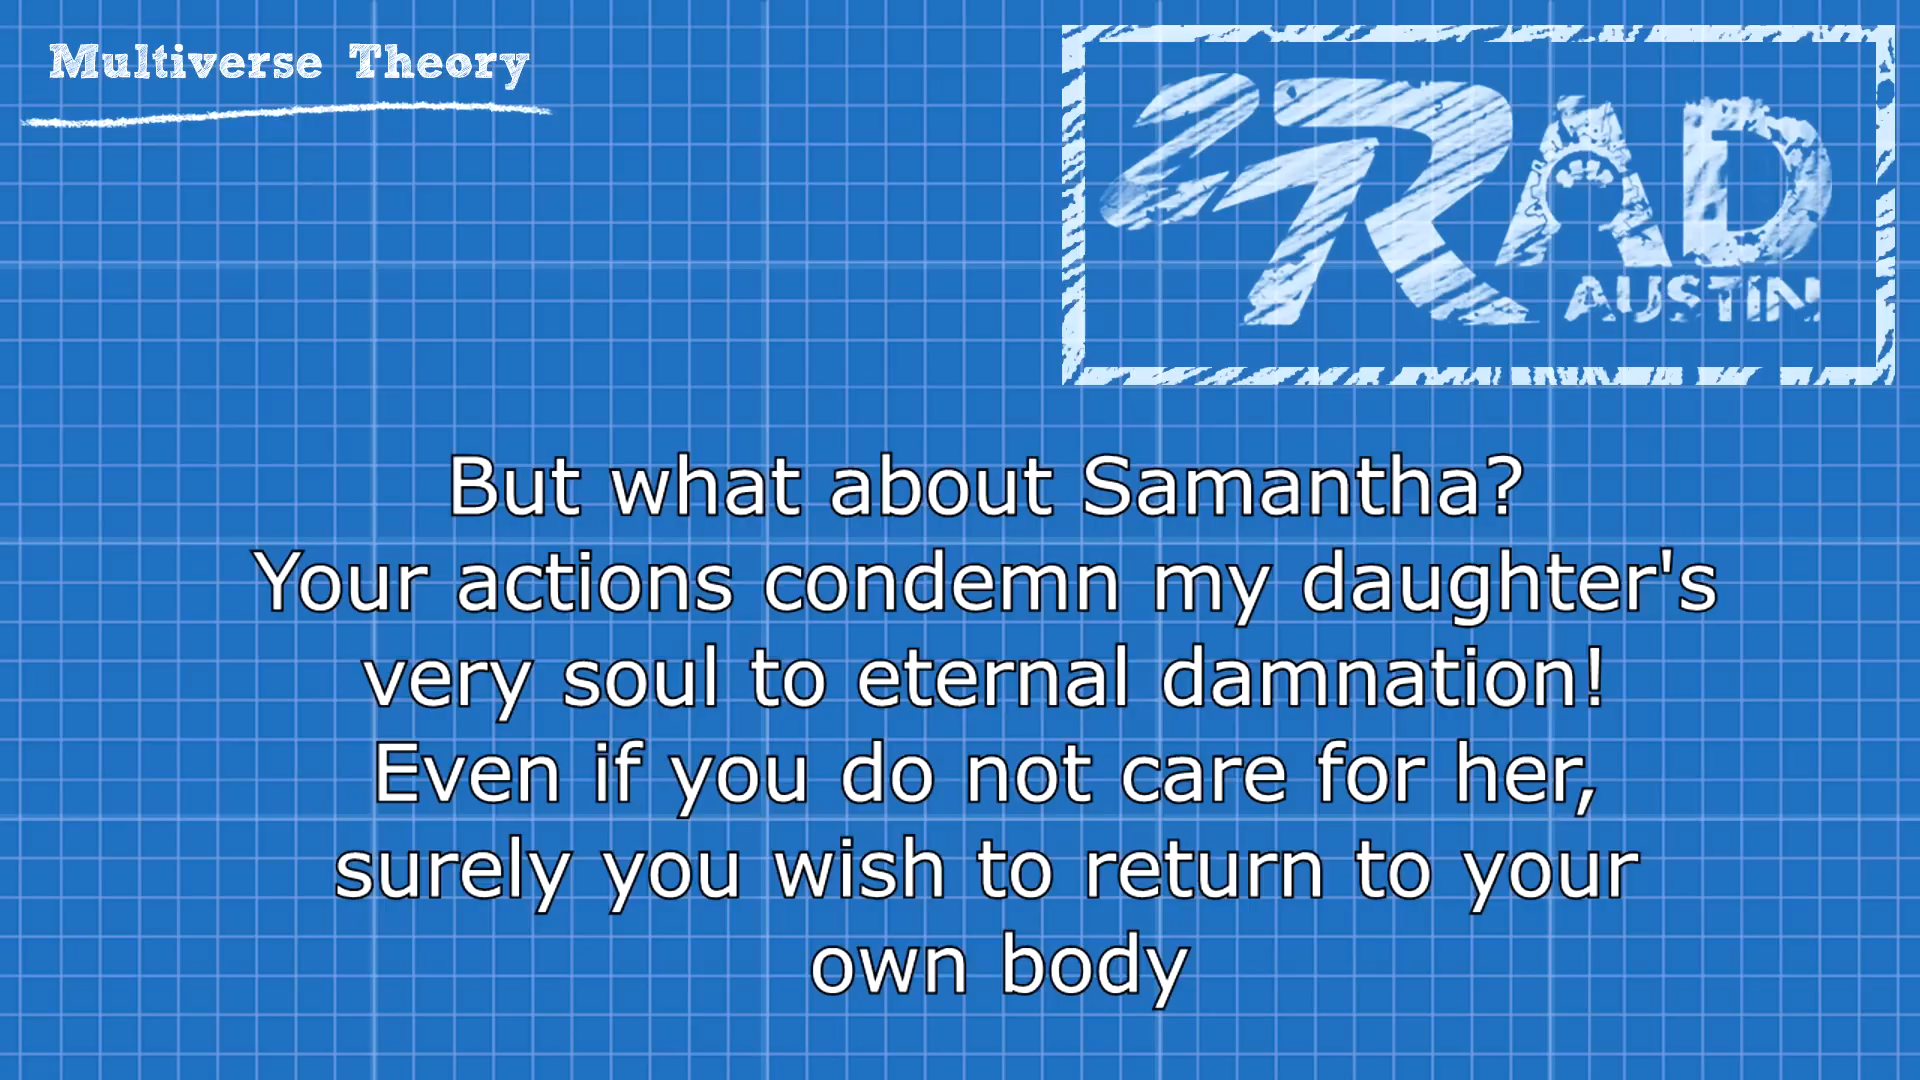 Multiverse Theory
2RAD
AUSTIN
But what about Samantha?
Your actions condemn my daughter's
very soul to eternal damnation!
Even if you do not care for her,
surely you wish to return to your
own body